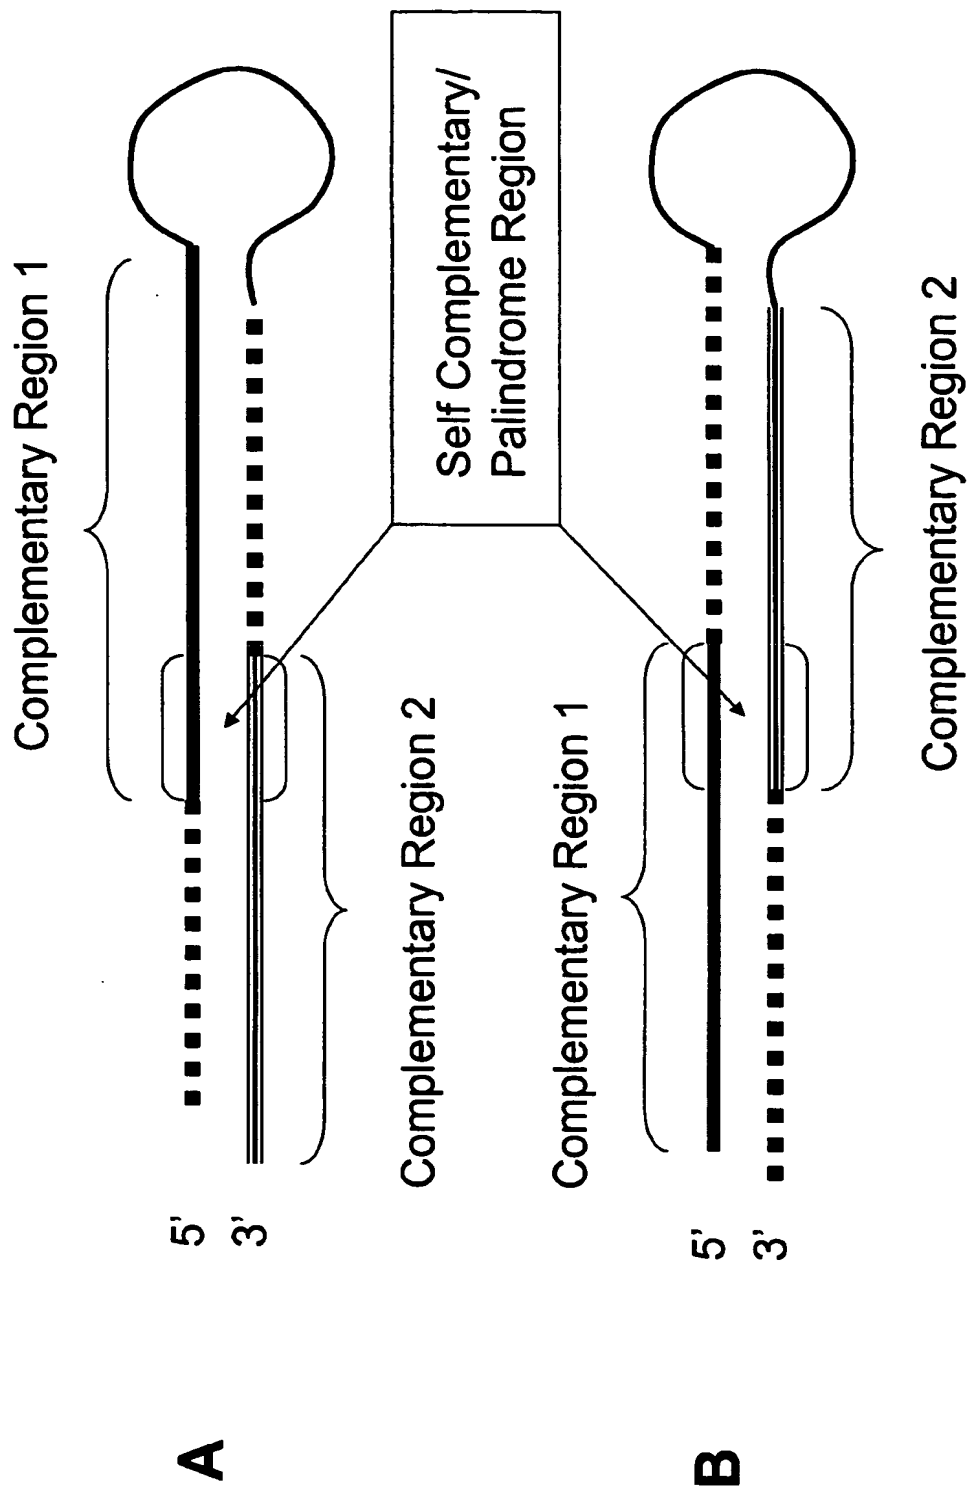 A
Complementary Region 1
5'
3'
Complementary Region 2
Self Complementary/
Palindrome Region
B
Complementary Region 1
5'
3'
Complementary Region 2